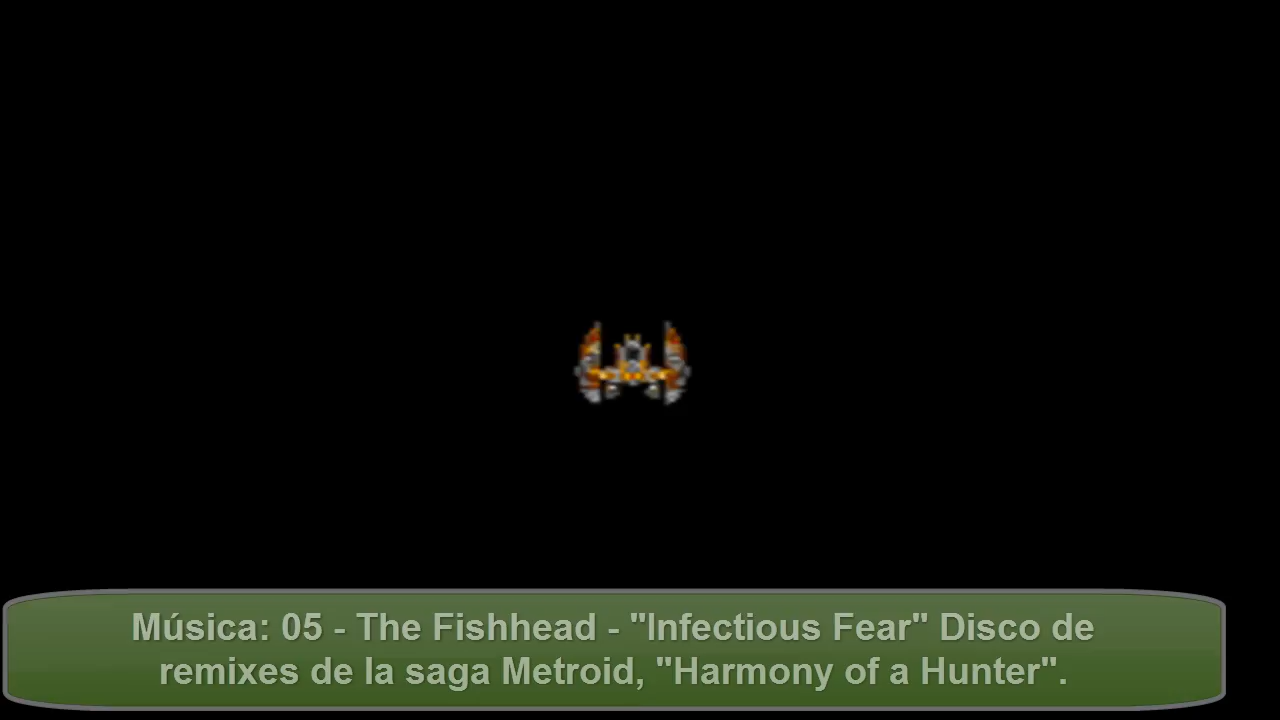 Música: 05 - The Fishhead - "Infectious Fear" Disco de
remixes de la saga Metroid, "Harmony of a Hunter".